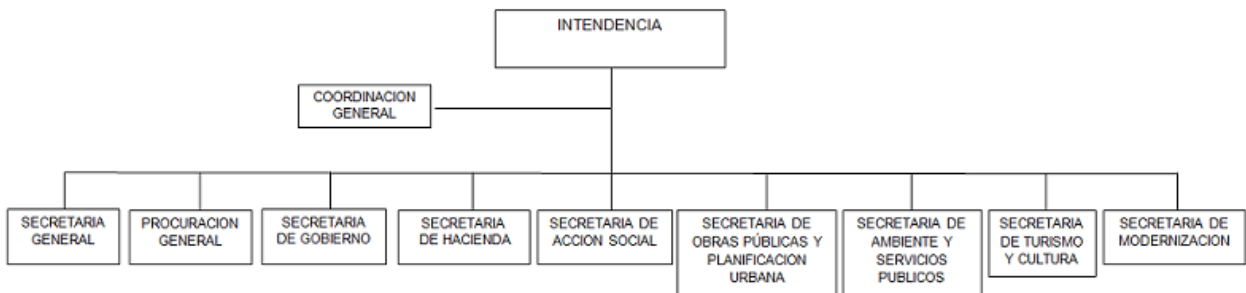 INTENDENCIA
COORDINACION
GENERAL
SECRETARIA
GENERAL
PROCURACION
GENERAL
SECRETARIA
DE GOBIERNO
SECRETARIA
DE HACIENDA
SECRETARIA DE
ACCION SOCIAL
SECRETARIA DE
OBRAS PÚBLICAS Y
PLANIFICACION
URBANA
SECRETARIA DE
AMBIENTE Y
SERVICIOS
PUBLICOS
SECRETARIA
DE TURISMO
Y CULTURA
SECRETARIA DE
MODERNIZACION